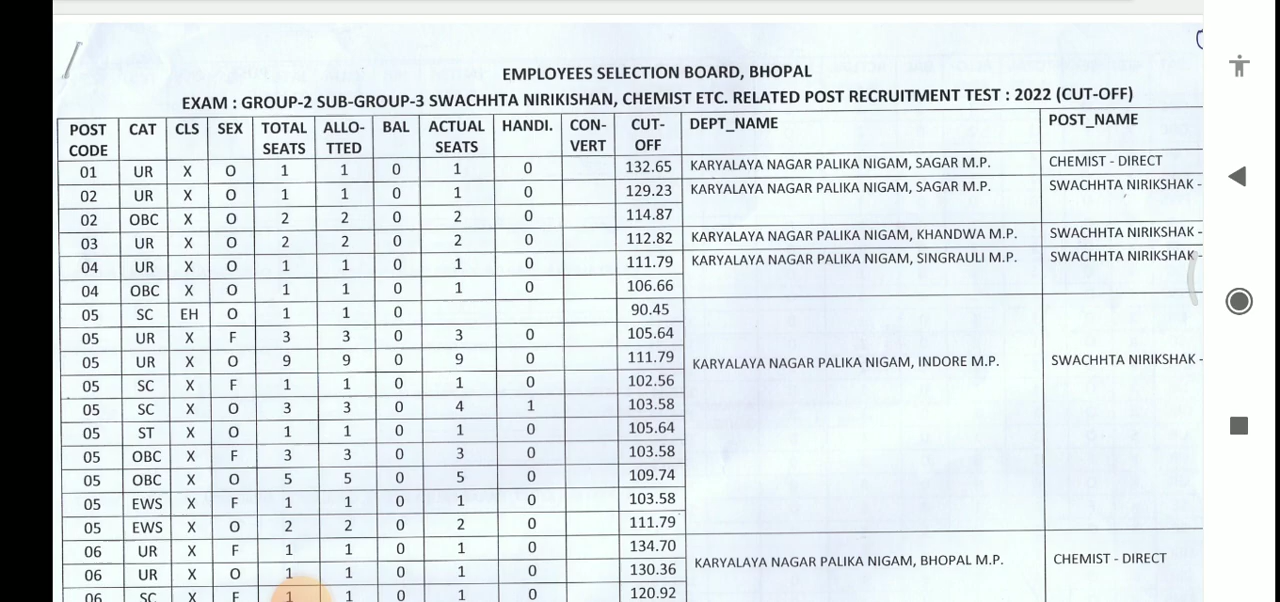 EMPLOYEES SELECTION BOARD, BHOPAL
EXAM : GROUP-2 SUB-GROUP-3 SWACHHTA NIRIKISHAN, CHEMIST ETC. RELATED POST RECRUITMENT TEST : 2022 (CUT-OFF)
POST CODE CAT CLS SEX TOTAL SEATS ALLO-TTED BAL ACTUAL SEATS HANDI. CON-VERT CUT-OFF DEPT_NAME POST_NAME
01 UR X O 1 1 0 1 0 132.65 KARYALAYA NAGAR PALIKA NIGAM, SAGAR M.P. CHEMIST - DIRECT
02 UR X O 1 1 0 1 0 129.23 KARYALAYA NAGAR PALIKA NIGAM, SAGAR M.P. SWACHHTA NIRIKSHAK -
02 OBC X O 2 2 0 2 0 114.87
03 UR X O 2 2 0 2 0 112.82 KARYALAYA NAGAR PALIKA NIGAM, KHANDWA M.P. SWACHHTA NIRIKSHAK -
04 UR X O 1 1 0 1 0 111.79 KARYALAYA NAGAR PALIKA NIGAM, SINGRAULI M.P. SWACHHTA NIRIKSHAK -
04 OBC X O 1 1 0 1 0 106.66
05 SC EH O 1 1 0 90.45
05 UR X F 3 3 0 3 0 105.64
05 UR X O 9 9 0 9 0 111.79 KARYALAYA NAGAR PALIKA NIGAM, INDORE M.P. SWACHHTA NIRIKSHAK -
05 SC X F 1 1 0 1 0 102.56
05 SC X O 3 3 0 4 1 103.58
05 ST X O 1 1 0 1 0 105.64
05 OBC X F 3 3 0 3 0 103.58
05 OBC X O 5 5 0 5 0 109.74
05 EWS X F 1 1 0 1 0 103.58
05 EWS X O 2 2 0 2 0 111.79
06 UR X F 1 1 0 1 0 134.70
06 UR X O 1 1 0 1 0 130.36 KARYALAYA NAGAR PALIKA NIGAM, BHOPAL M.P. CHEMIST - DIRECT
06 SC X F 1 1 0 1 0 120.92